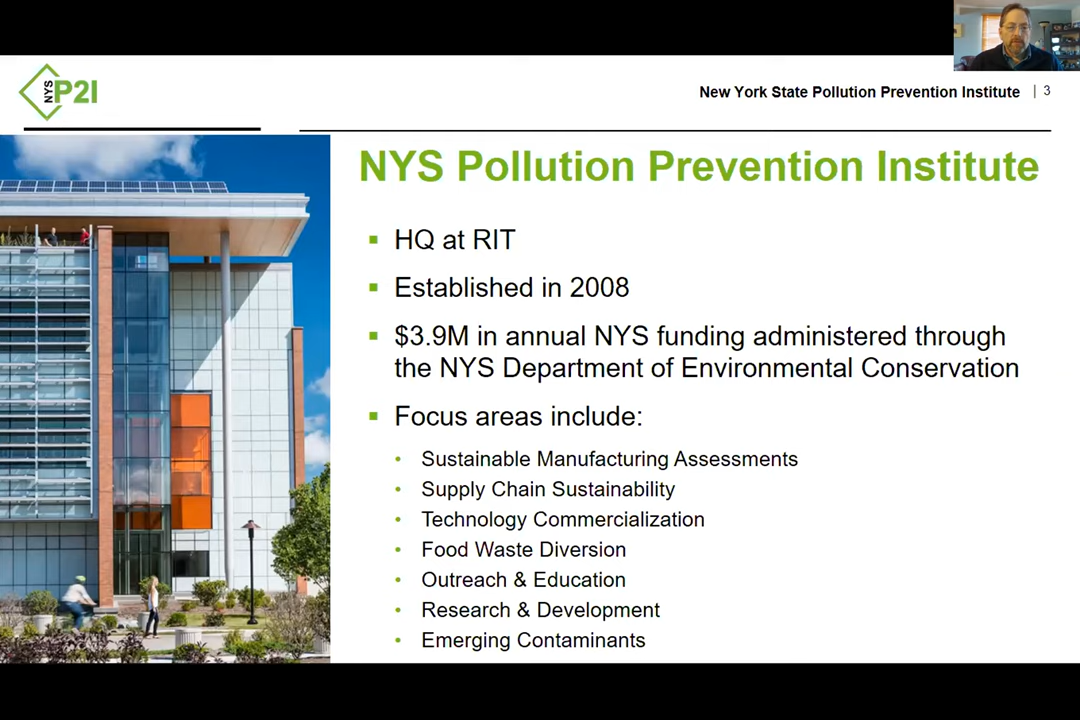 NYS P2I
New York State Pollution Prevention Institute | 3
NYS Pollution Prevention Institute
▪ HQ at RIT
▪ Established in 2008
▪ $3.9M in annual NYS funding administered through
the NYS Department of Environmental Conservation
▪ Focus areas include:
• Sustainable Manufacturing Assessments
• Supply Chain Sustainability
• Technology Commercialization
• Food Waste Diversion
• Outreach & Education
• Research & Development
• Emerging Contaminants